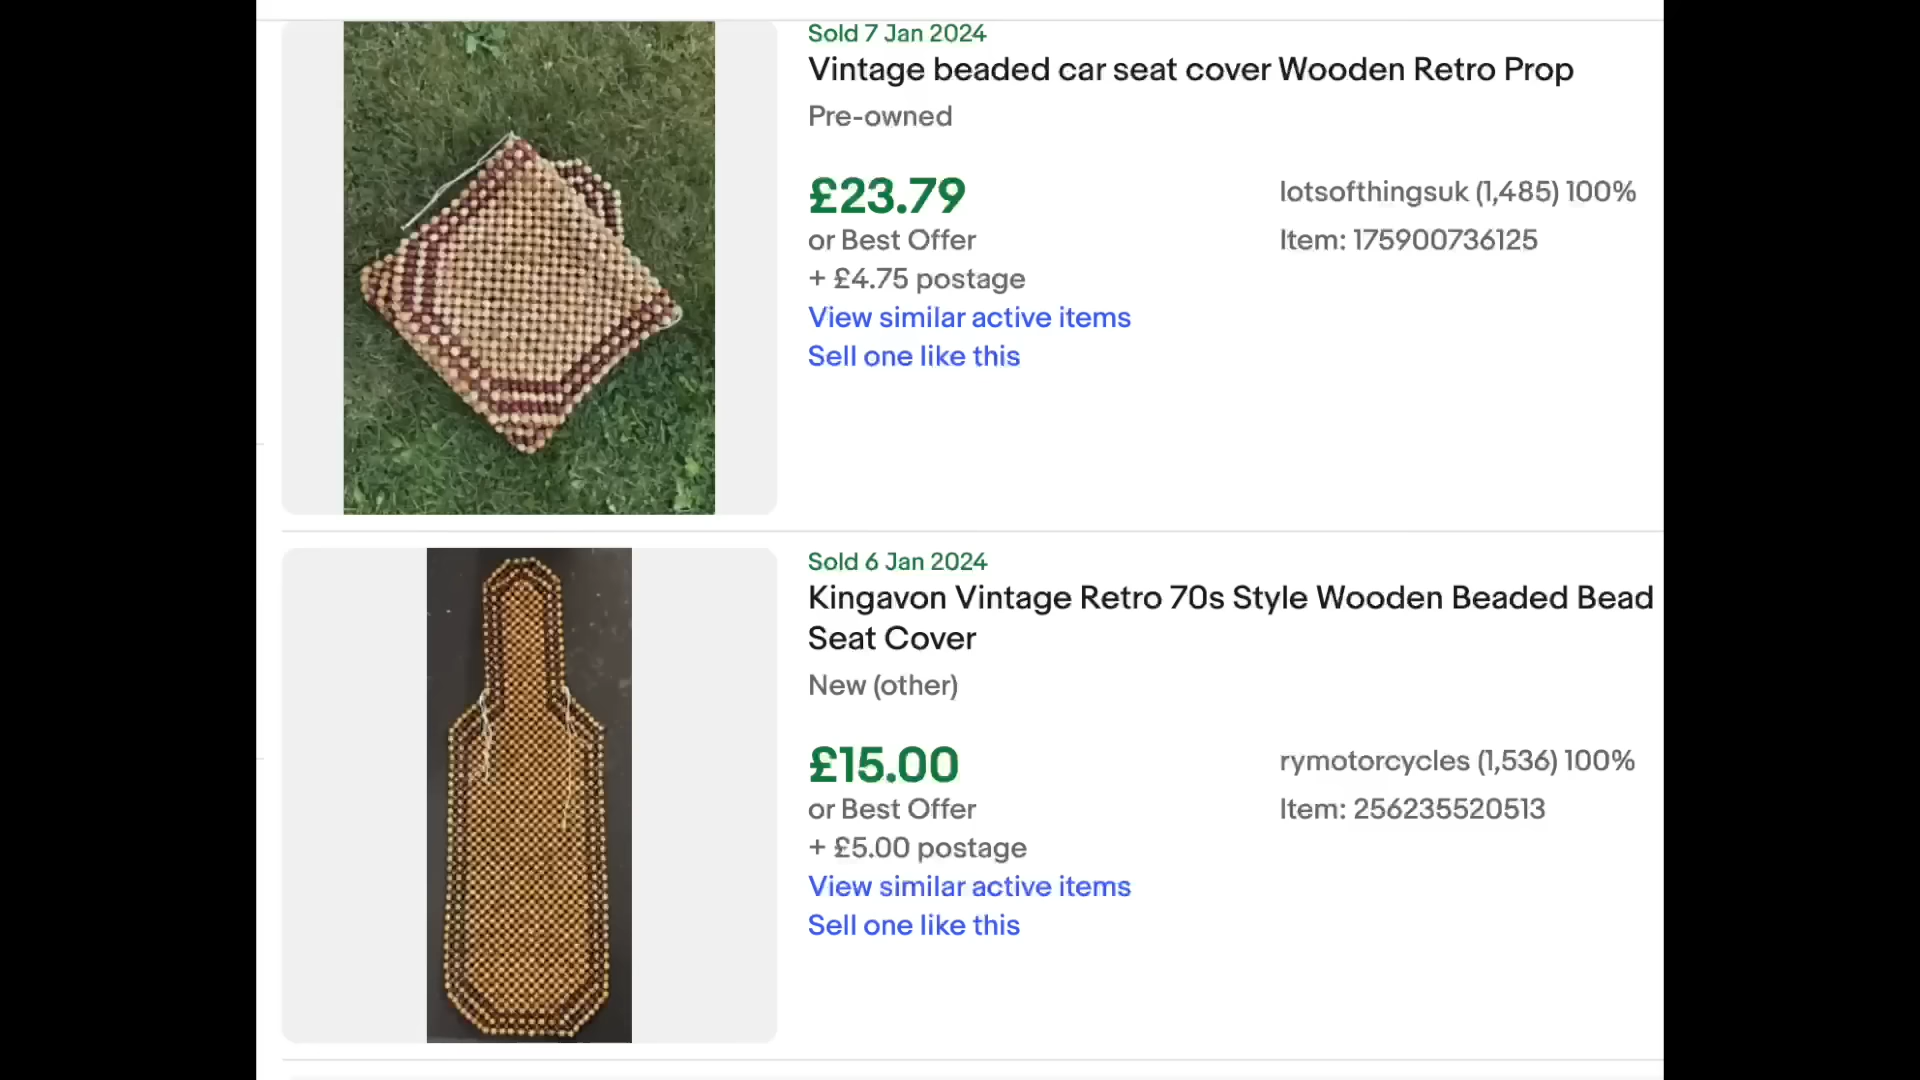 Sold 7 Jan 2024
Vintage beaded car seat cover Wooden Retro Prop
Pre-owned
£23.79
or Best Offer
+ £4.75 postage
View similar active items
Sell one like this
lotsofthingsuk (1,485) 100%
Item: 175900736125
Sold 6 Jan 2024
Kingavon Vintage Retro 70s Style Wooden Beaded Bead
Seat Cover
New (other)
£15.00
or Best Offer
+ £5.00 postage
View similar active items
Sell one like this
rymotorcycles (1,536) 100%
Item: 256235520513